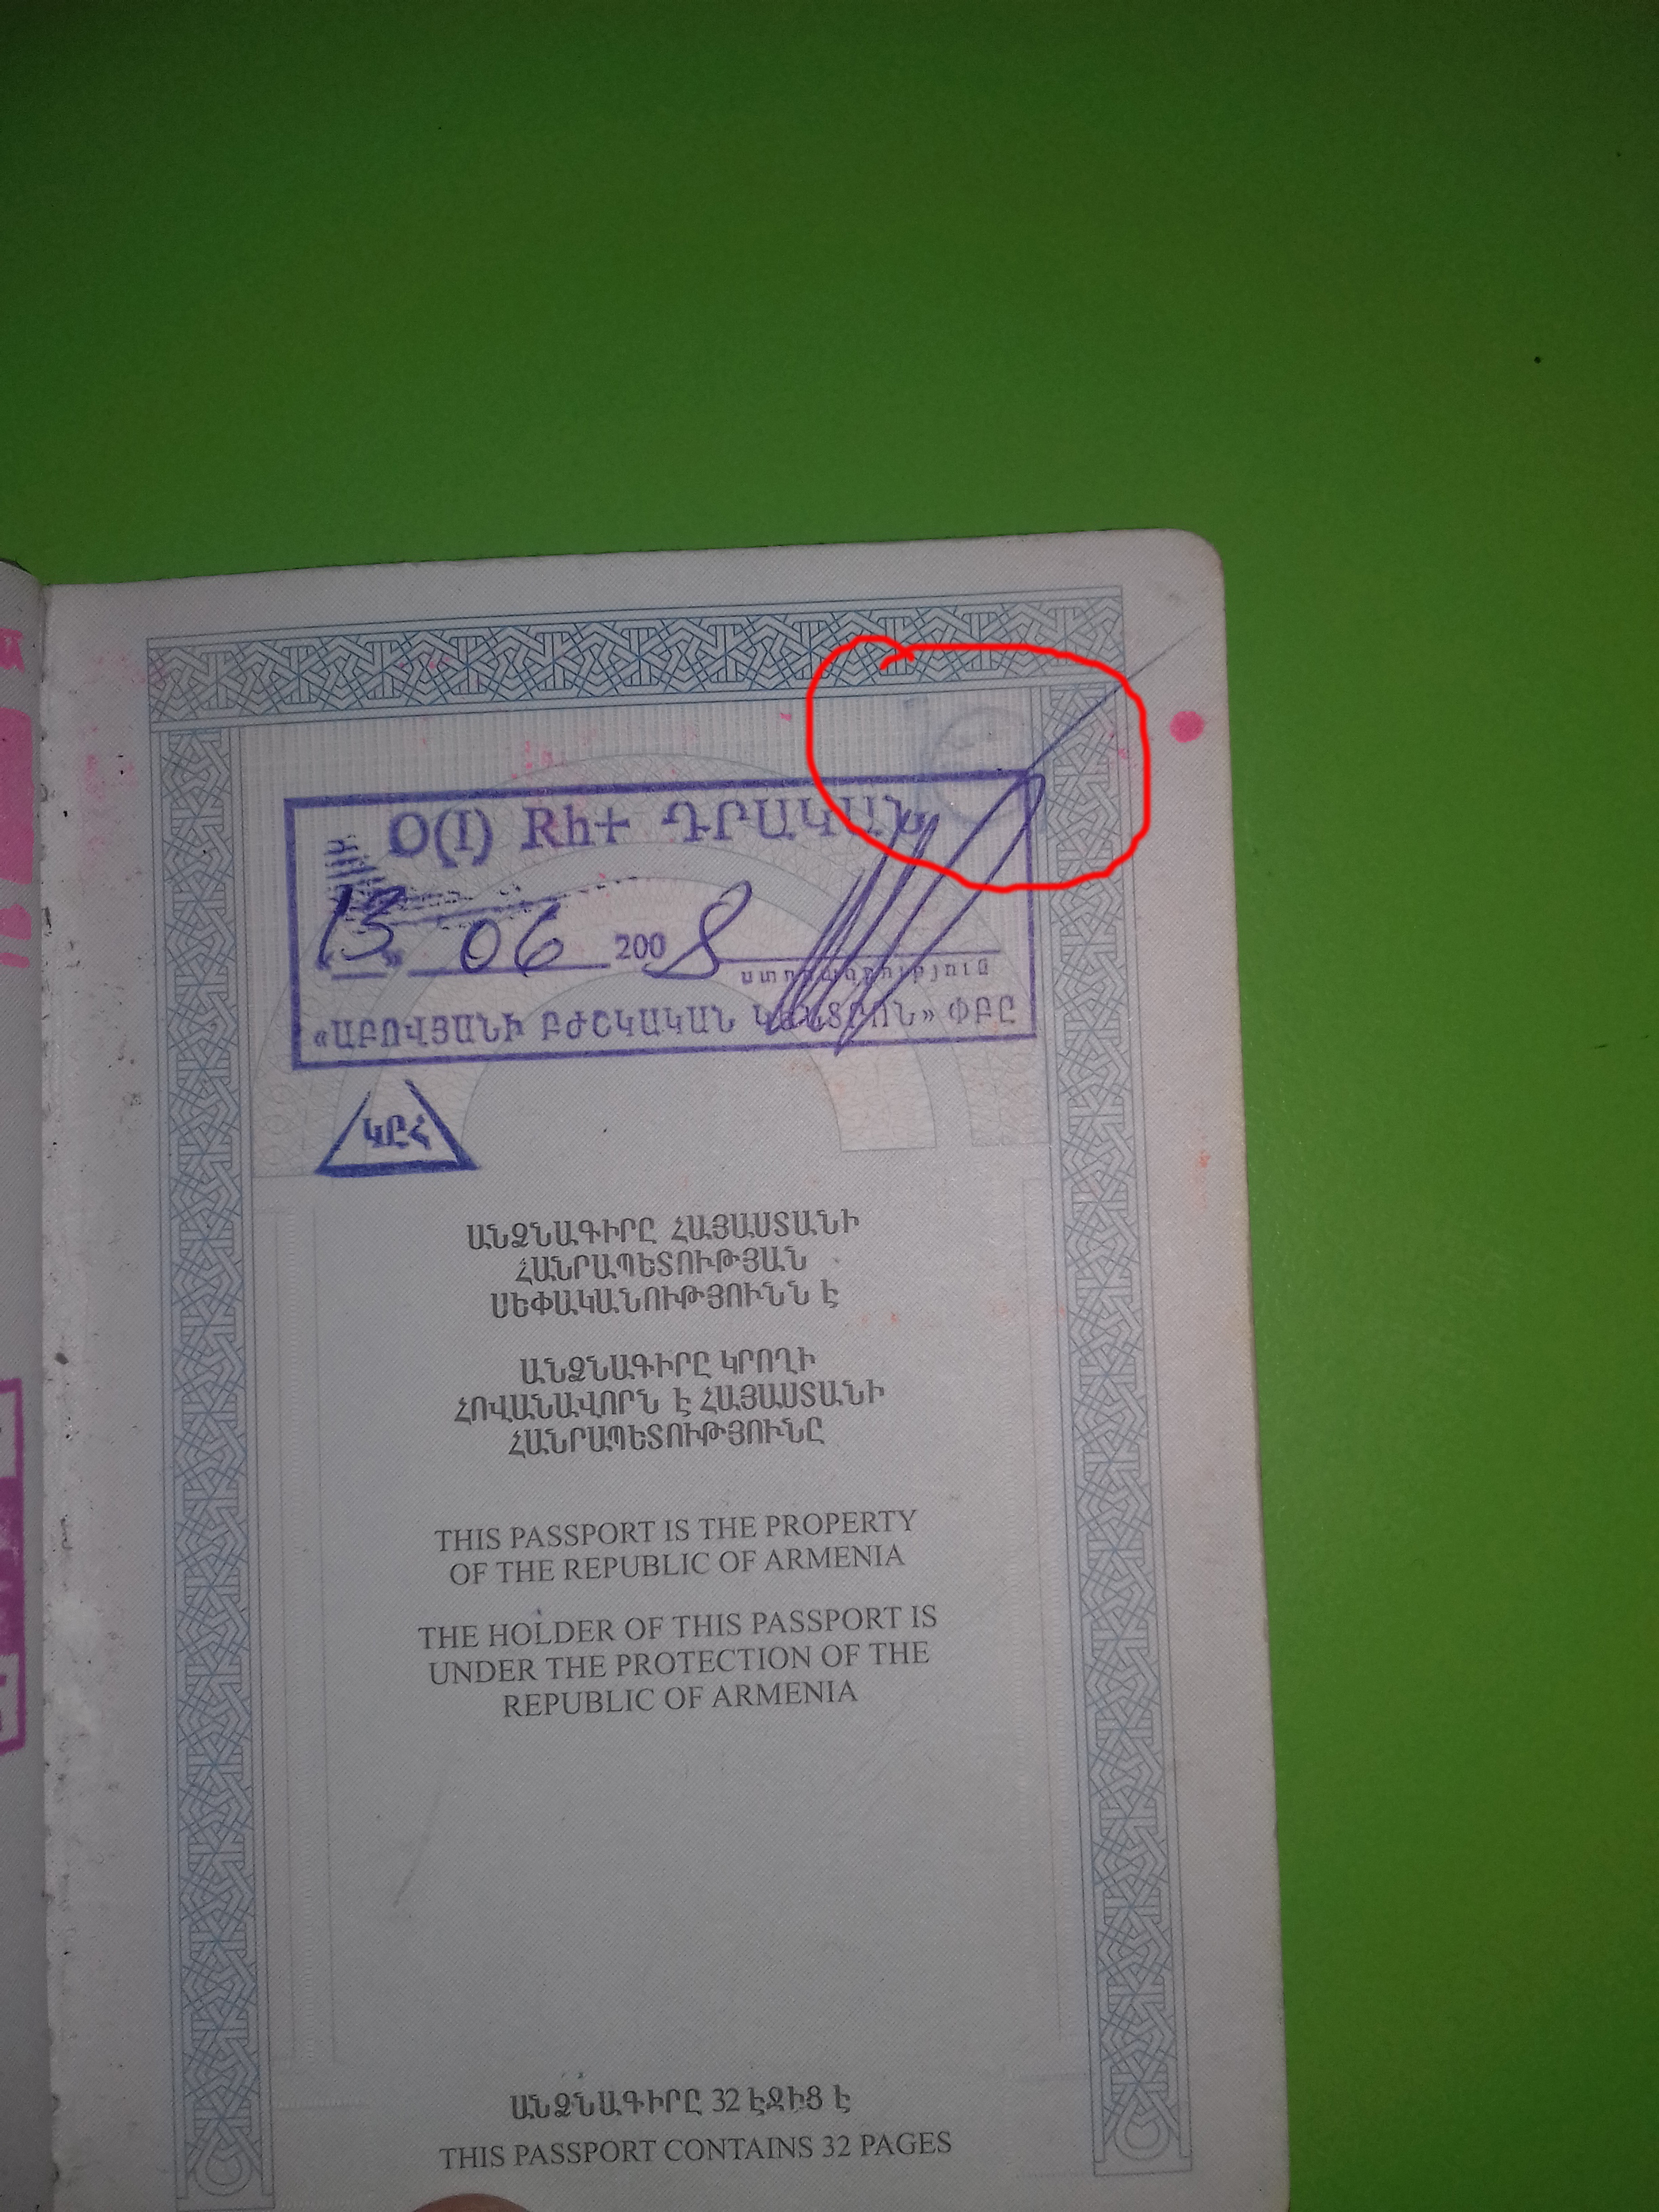 O(I) Rh+ ԴՐԱԿԱՆ
«13» 06 2008 ստորագրություն
«ԱԲՈՎՅԱՆԻ ԲԺՇԿԱԿԱՆ ԿԵՆՏՐՈՆ» ՓԲԸ
ԿԸՀ
ԱՆՁՆԱԳԻՐԸ ՀԱՅԱՍՏԱՆԻ
ՀԱՆՐԱՊԵՏՈՒԹՅԱՆ
ՍԵՓԱԿԱՆՈՒԹՅՈՒՆՆ Է
ԱՆՁՆԱԳԻՐԸ ԿՐՈՂԻ
ՀՈՎԱՆԱՎՈՐՆ Է ՀԱՅԱՍՏԱՆԻ
ՀԱՆՐԱՊԵՏՈՒԹՅՈՒՆԸ
THIS PASSPORT IS THE PROPERTY
OF THE REPUBLIC OF ARMENIA
THE HOLDER OF THIS PASSPORT IS
UNDER THE PROTECTION OF THE
REPUBLIC OF ARMENIA
ԱՆՁՆԱԳԻՐԸ 32 ԷՋԻՑ Է
THIS PASSPORT CONTAINS 32 PAGES